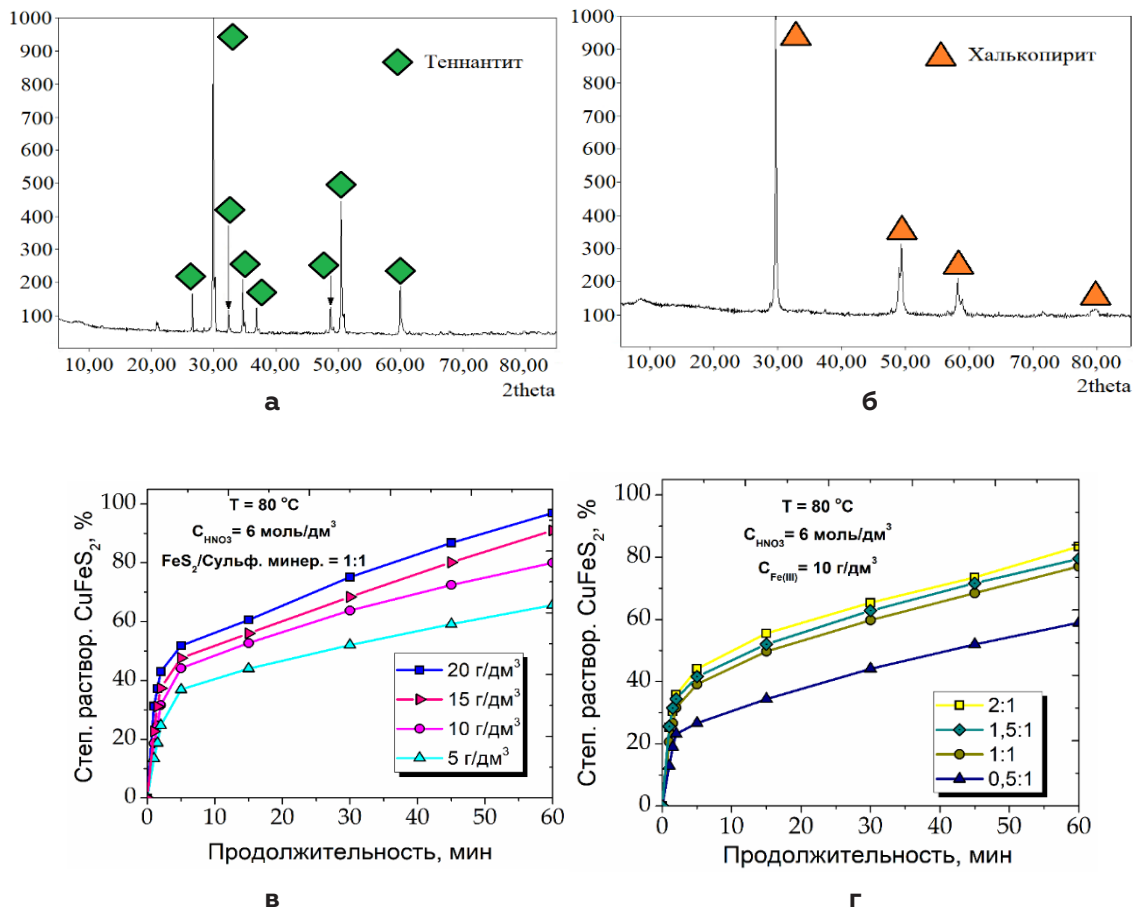 1000
900
800
700
600
500
400
300
200
100
Теннантит
10,00 20,00 30,00 40,00 50,00 60,00 70,00 80,00
2theta
а
1000
900
800
700
600
500
400
300
200
100
Халькопирит
10,00 20,00 30,00 40,00 50,00 60,00 70,00 80,00
2theta
б
Степ. раствор. CuFeS₂, %
100
80
60
40
20
0
T = 80 °C
C_HNO3= 6 моль/дм³
FeS₂/Сульф. минер. = 1:1
20 г/дм³
15 г/дм³
10 г/дм³
5 г/дм³
0 10 20 30 40 50 60
Продолжительность, мин
в
Степ. раствор. CuFeS₂, %
100
80
60
40
20
0
T = 80 °C
C_HNO3= 6 моль/дм³
C_Fe(III) = 10 г/дм³
2:1
1,5:1
1:1
0,5:1
0 10 20 30 40 50 60
Продолжительность, мин
г